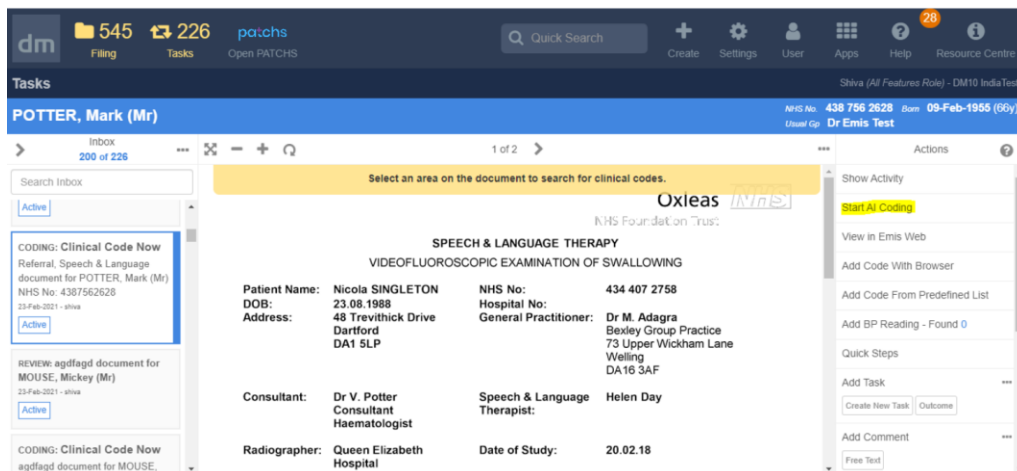 dm
545
Filing
226
Tasks
patchs
Open PATCHS
Quick Search
Create
Settings
User
Apps
Help
28
Resource Centre
Tasks
Shiva (All Features Role) - DM10 IndiaTest
POTTER, Mark (Mr)
NHS No. 438 756 2628 Born 09-Feb-1955 (66y)
Usual Gp Dr Emis Test
Inbox
200 of 226
1 of 2
Actions
Search Inbox
Active
CODING: Clinical Code Now
Referral, Speech & Language
document for POTTER, Mark (Mr)
NHS No: 4387562628
23-Feb-2021 - shiva
Active
REVIEW: agdfagd document for
MOUSE, Mickey (Mr)
23-Feb-2021 - shiva
Active
CODING: Clinical Code Now
agdfagd document for MOUSE,
Select an area on the document to search for clinical codes.
Oxleas NHS
NHS Foundation Trust
SPEECH & LANGUAGE THERAPY
VIDEOFLUOROSCOPIC EXAMINATION OF SWALLOWING
Patient Name: Nicola SINGLETON NHS No: 434 407 2758
DOB: 23.08.1988 Hospital No:
Address: 48 Trevithick Drive General Practitioner: Dr M. Adagra
Dartford Bexley Group Practice
DA1 5LP 73 Upper Wickham Lane
Welling
DA16 3AF
Consultant: Dr V. Potter Speech & Language Helen Day
Consultant Therapist:
Haematologist
Radiographer: Queen Elizabeth Date of Study: 20.02.18
Hospital
Show Activity
Start AI Coding
View in Emis Web
Add Code With Browser
Add Code From Predefined List
Add BP Reading - Found 0
Quick Steps
Add Task
Create New Task Outcome
Add Comment
Free Text